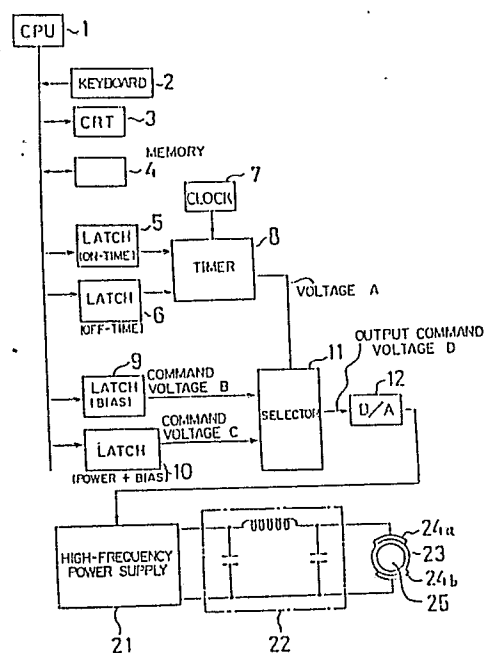 CPU
1
KEYBOARD
2
CRT
3
MEMORY
4
7
CLOCK
5
LATCH
(ON-TIME)
8
TIMER
LATCH
6
(OFF-TIME)
VOLTAGE A
9
LATCH
(BIAS)
COMMAND
VOLTAGE B
11
OUTPUT COMMAND
VOLTAGE D
12
SELECTOR
D/A
COMMAND
VOLTAGE C
LATCH
10
(POWER + BIAS)
HIGH-FREQUENCY
POWER SUPPLY
21
22
24a
23
24b
25